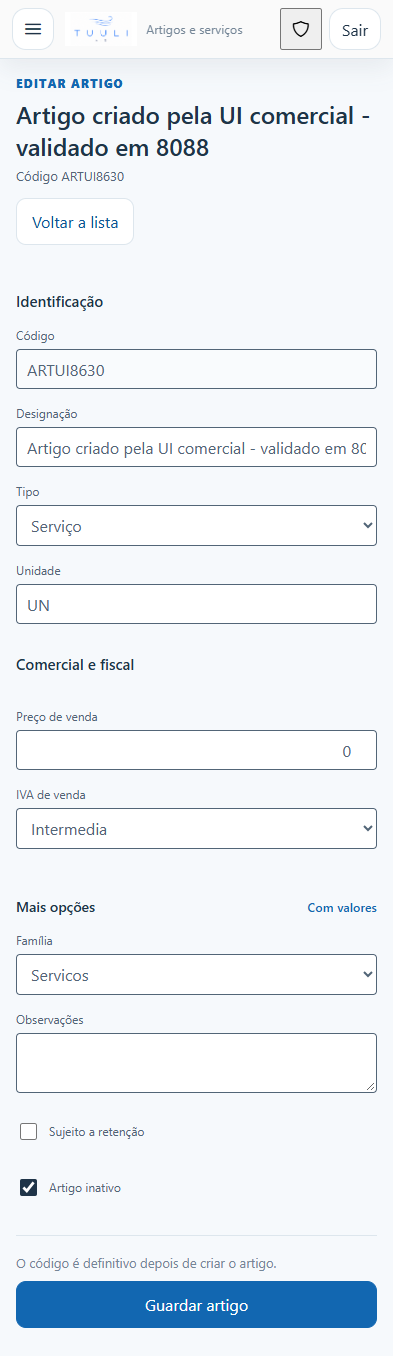 TUULI
Artigos e serviços
Sair
EDITAR ARTIGO
Artigo criado pela UI comercial -
validado em 8088
Código ARTUI8630
Voltar a lista
Identificação
Código
ARTUI8630
Designação
Artigo criado pela UI comercial - validado em 80
Tipo
Serviço
Unidade
UN
Comercial e fiscal
Preço de venda
0
IVA de venda
Intermedia
Mais opções
Com valores
Família
Servicos
Observações
Sujeito a retenção
Artigo inativo
O código é definitivo depois de criar o artigo.
Guardar artigo